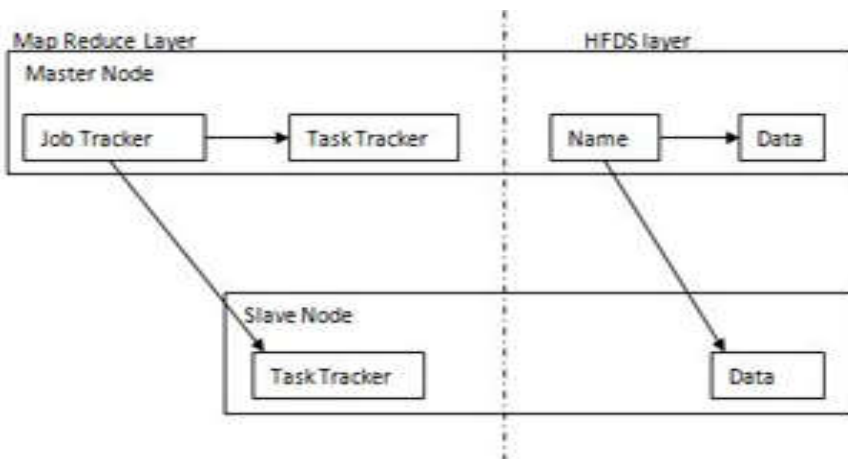 Map Reduce Layer
HFDS layer
Master Node
Job Tracker
Task Tracker
Name
Data
Slave Node
Task Tracker
Data